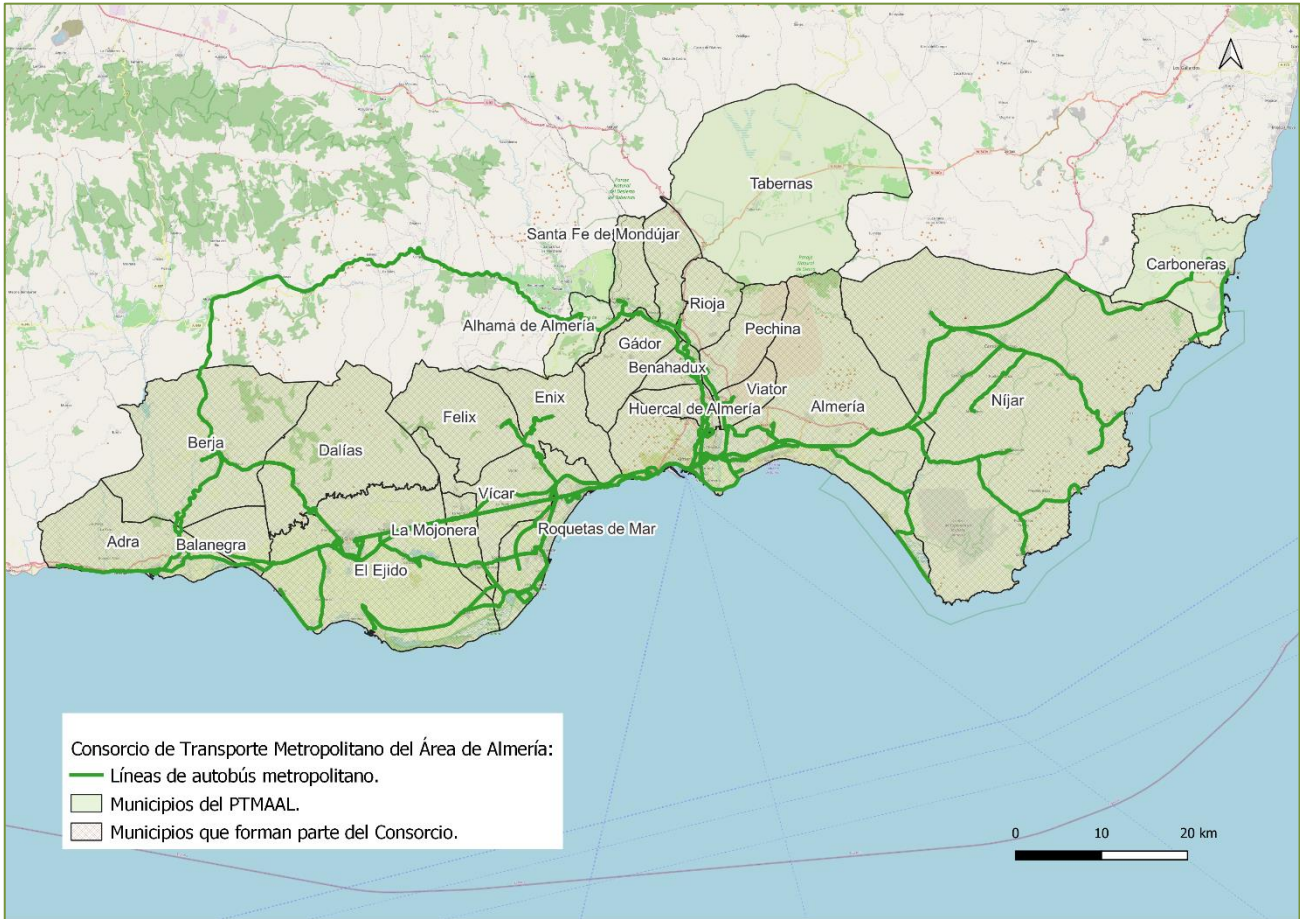 Tabernas
Santa Fe de Mondújar
Carboneras
Rioja
Alhama de Almería
Pechina
Gádor
Benahadux
Viator
Enix
Níjar
Huercal de Almería
Almería
Felix
Berja
Dalías
Vícar
La Mojonera
Roquetas de Mar
Adra
Balanegra
El Ejido
Consorcio de Transporte Metropolitano del Área de Almería:
Líneas de autobús metropolitano.
Municipios del PTMAAL.
Municipios que forman parte del Consorcio.
0 10 20 km